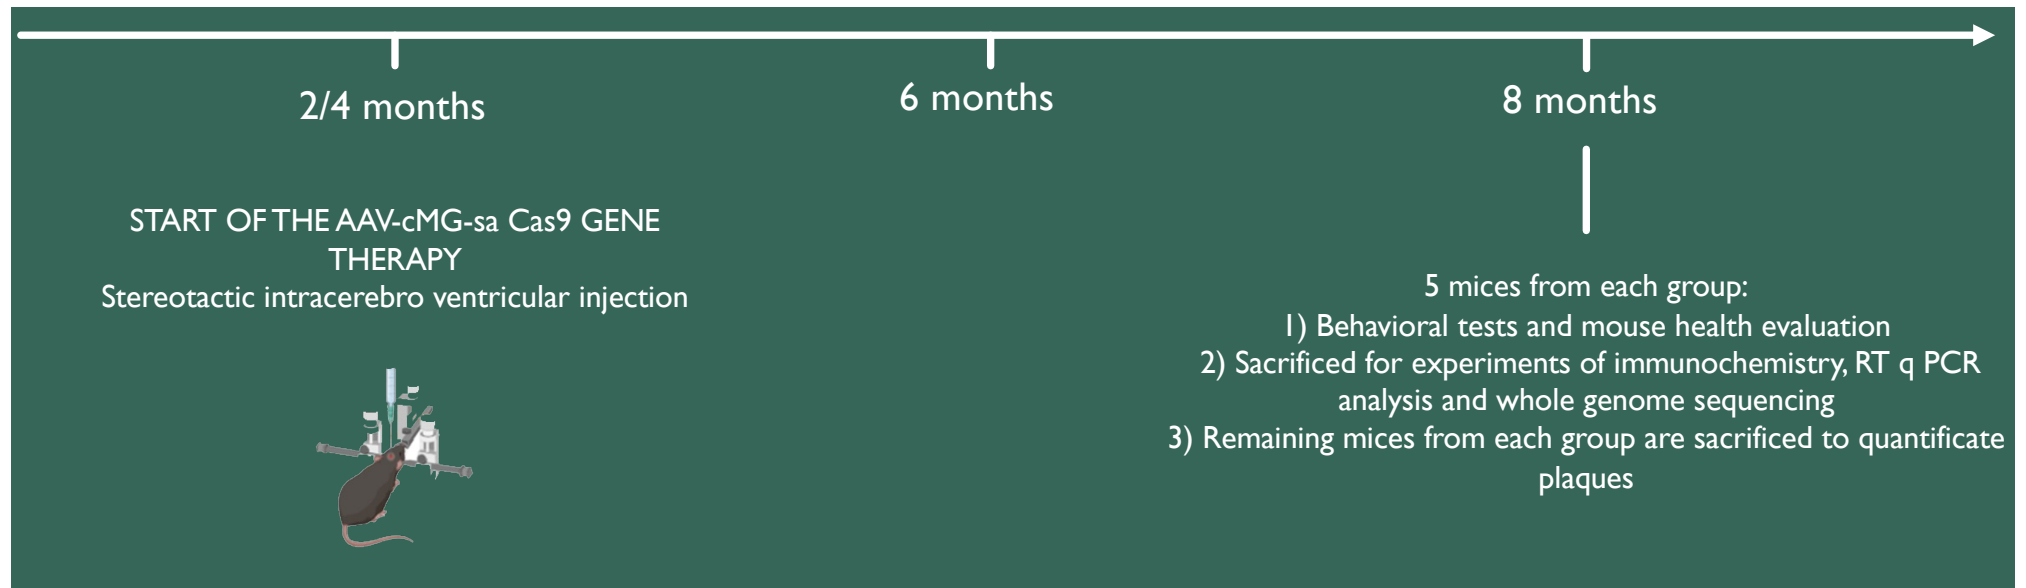 2/4 months
6 months
8 months
START OF THE AAV-cMG-sa Cas9 GENE
THERAPY
Stereotactic intracerebro ventricular injection
5 mices from each group:
1) Behavioral tests and mouse health evaluation
2) Sacrificed for experiments of immunochemistry, RT q PCR
analysis and whole genome sequencing
3) Remaining mices from each group are sacrificed to quantificate
plaques